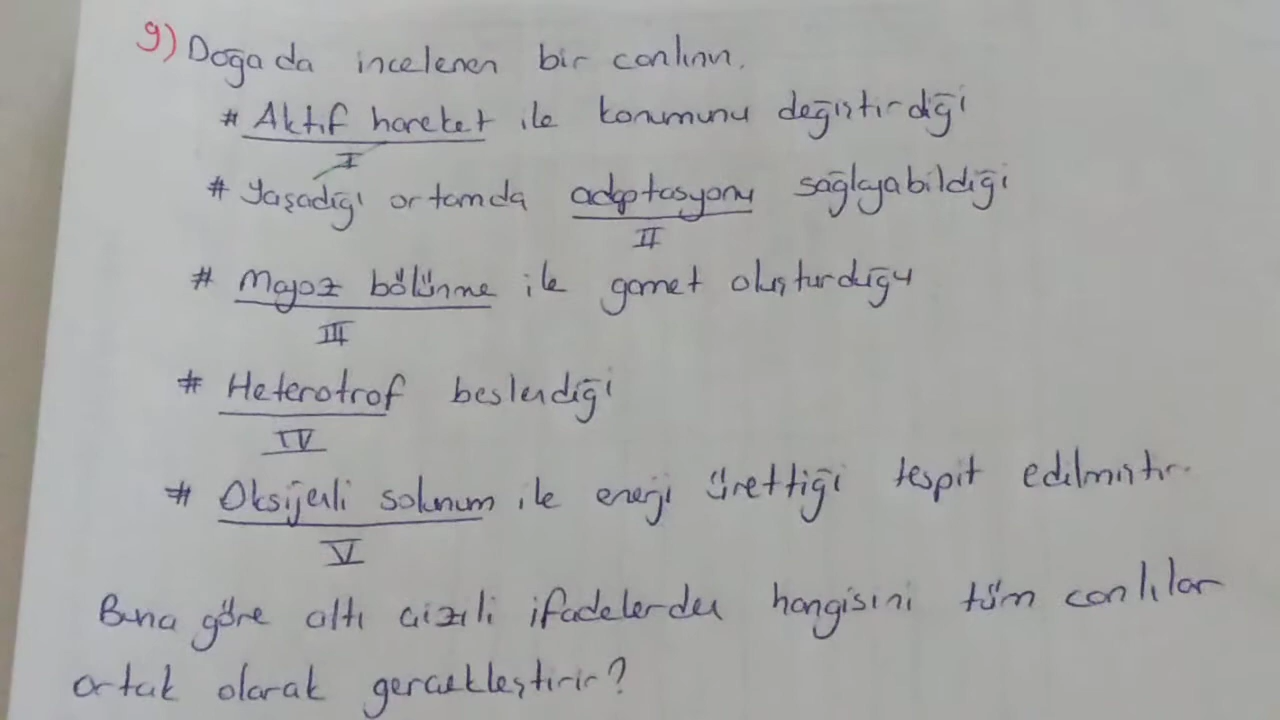 9) Doğada incelenen bir canlının,
# Aktif hareket ile konumunu değiştirdiği
I
# Yaşadığı ortamda adaptasyonu sağlayabildiği
II
# Mayoz bölünme ile gamet oluşturduğu
III
# Heterotrof beslendiği
IV
# Oksijenli solunum ile enerji ürettiği tespit edilmiştir.
V
Buna göre altı çizili ifadelerden hangisini tüm canlılar
ortak olarak gerçekleştirir?